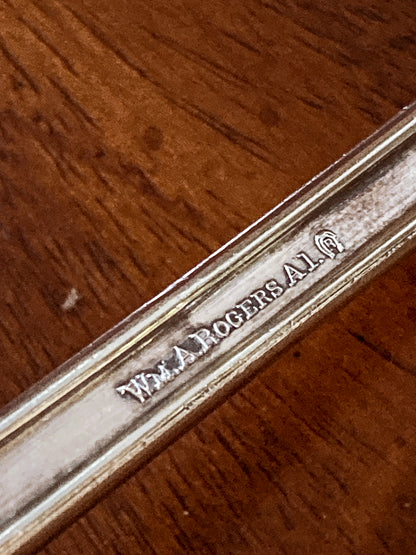 WM. A. ROGERS. A1. R